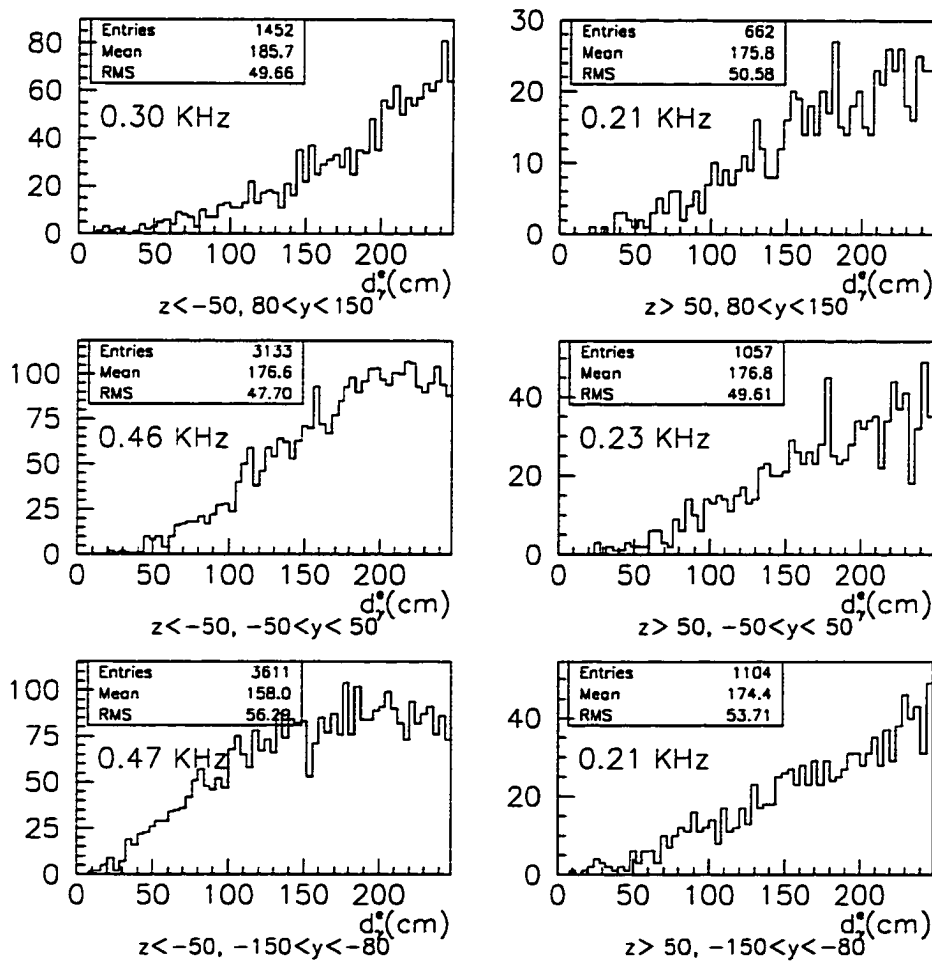 Entries 1452
Mean 185.7
RMS 49.66
0.30 KHz
80
60
40
20
0
0 50 100 150 200
d_γ^e(cm)
z<-50, 80<y<150
Entries 662
Mean 175.8
RMS 50.58
0.21 KHz
30
20
10
0
0 50 100 150 200
d_γ^e(cm)
z> 50, 80<y<150
Entries 3133
Mean 176.6
RMS 47.70
0.46 KHz
100
75
50
25
0
0 50 100 150 200
d_γ^e(cm)
z<-50, -50<y< 50
Entries 1057
Mean 176.8
RMS 49.61
0.23 KHz
40
20
0
0 50 100 150 200
d_γ^e(cm)
z> 50, -50<y< 50
Entries 3611
Mean 158.0
RMS 56.28
0.47 KHz
100
75
50
25
0
0 50 100 150 200
d_γ^e(cm)
z<-50, -150<y<-80
Entries 1104
Mean 174.4
RMS 53.71
0.21 KHz
40
20
0
0 50 100 150 200
d_γ^e(cm)
z> 50, -150<y<-80